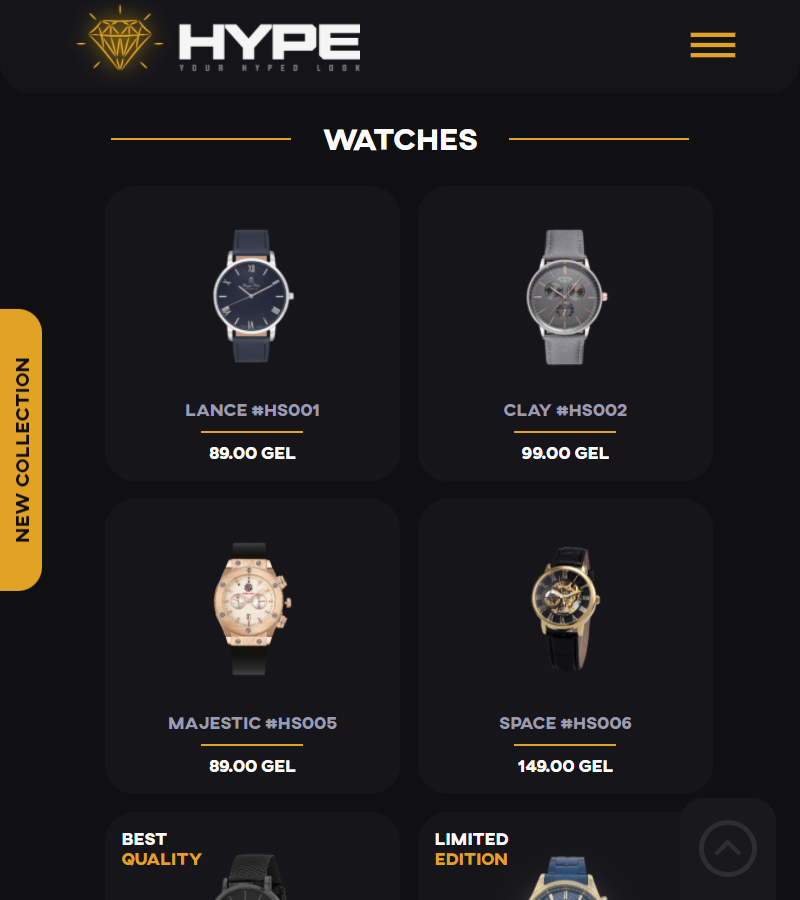 HYPE
YOUR HYPED LOOK
WATCHES
NEW COLLECTION
LANCE #HS001
89.00 GEL
CLAY #HS002
99.00 GEL
MAJESTIC #HS005
89.00 GEL
SPACE #HS006
149.00 GEL
BEST
QUALITY
LIMITED
EDITION